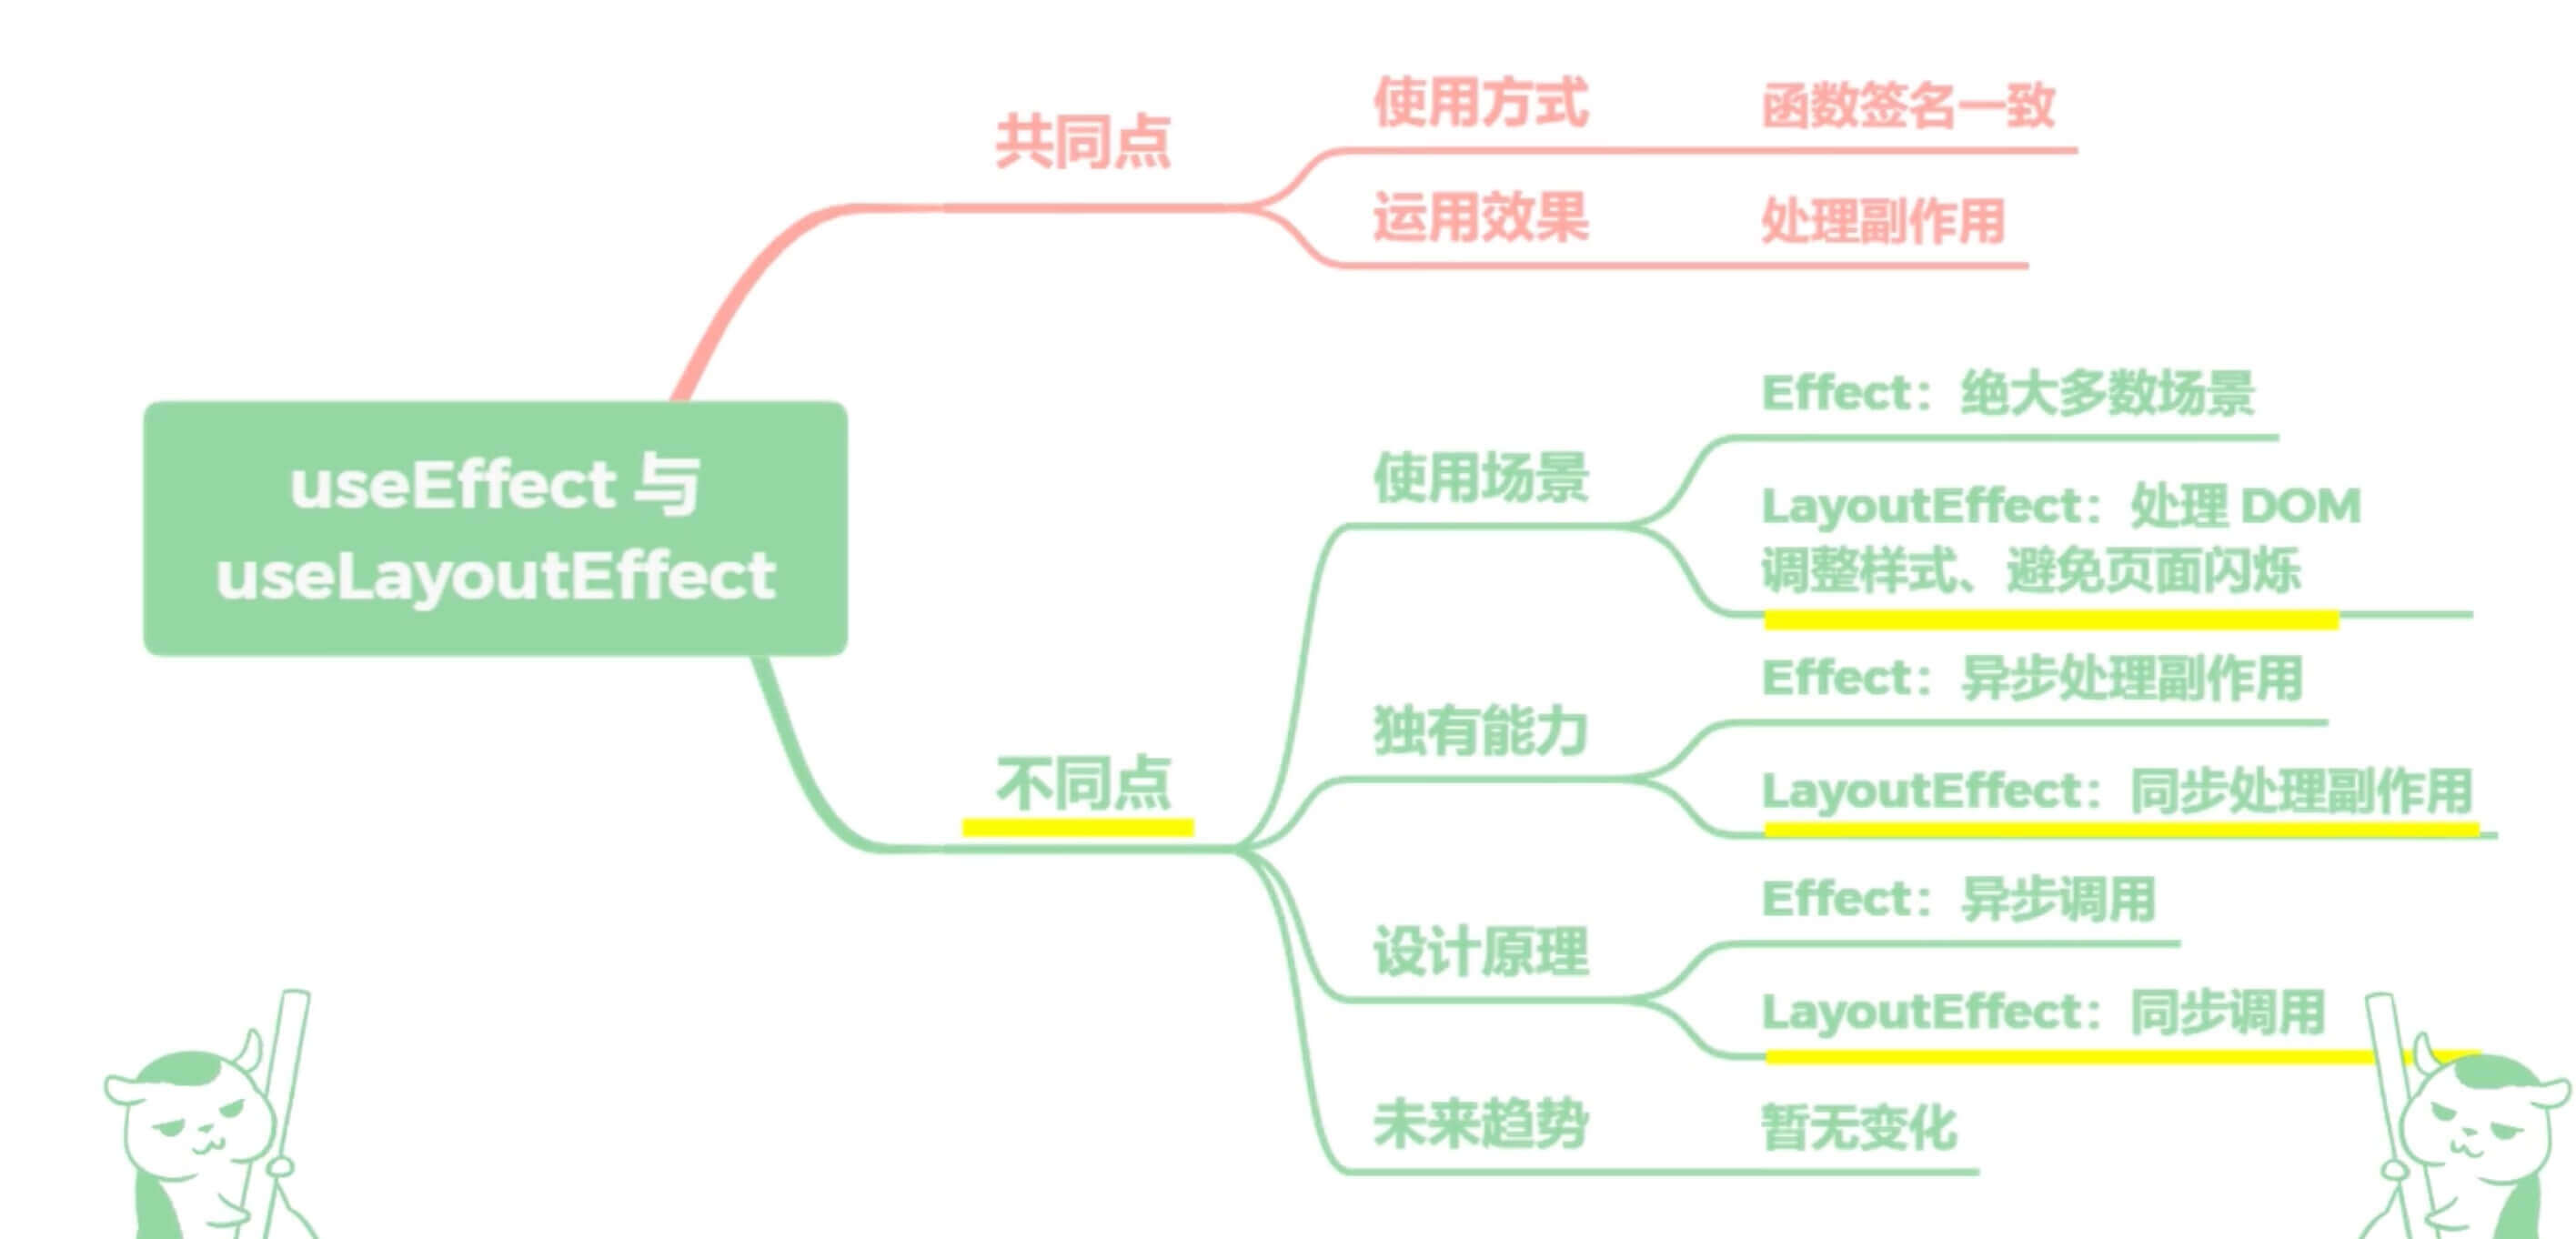 useEffect 与
useLayoutEffect
共同点
使用方式
函数签名一致
运用效果
处理副作用
不同点
使用场景
Effect：绝大多数场景
LayoutEffect：处理 DOM
调整样式、避免页面闪烁
独有能力
Effect：异步处理副作用
LayoutEffect：同步处理副作用
设计原理
Effect：异步调用
LayoutEffect：同步调用
未来趋势
暂无变化